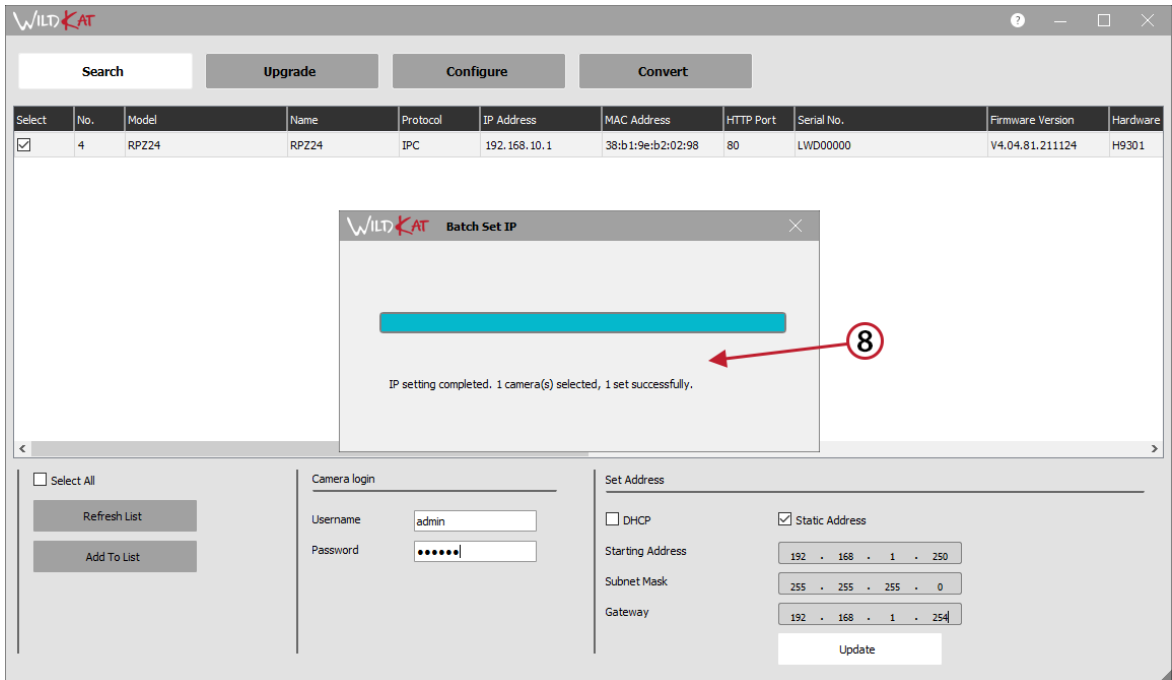 WILDKAT ?
Search Upgrade Configure Convert
Select No. Model Name Protocol IP Address MAC Address HTTP Port Serial No. Firmware Version Hardware
4 RPZ24 RPZ24 IPC 192.168.10.1 38:b1:9e:b2:02:98 80 LWD00000 V4.04.81.211124 H9301
WILDKAT Batch Set IP
8
IP setting completed. 1 camera(s) selected, 1 set successfully.
Select All
Refresh List
Add To List
Camera login
Username admin
Password ●●●●●●
Set Address
DHCP Static Address
Starting Address 192 . 168 . 1 . 250
Subnet Mask 255 . 255 . 255 . 0
Gateway 192 . 168 . 1 . 254
Update